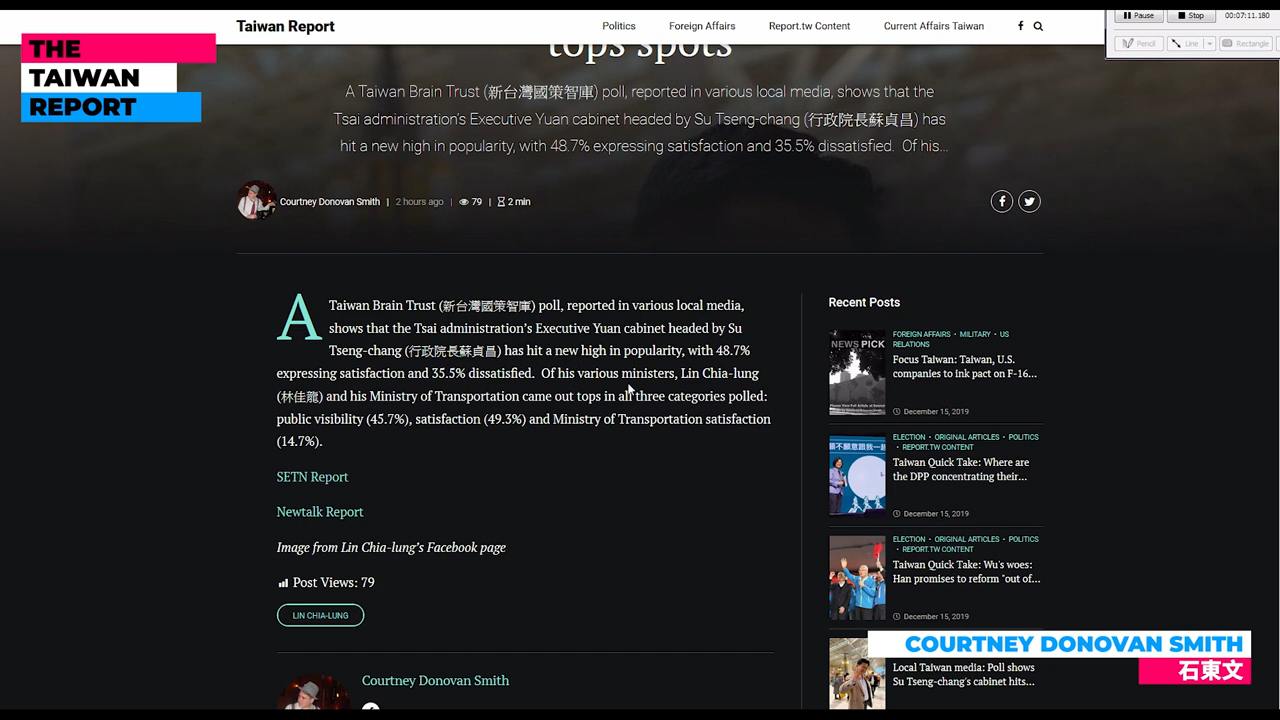 Taiwan Report
Politics
Foreign Affairs
Report.tw Content
Current Affairs Taiwan
Pause
Stop
00:07:11.180
Pencil
Line
Rectangle
THE
TAIWAN
REPORT
tops spots
A Taiwan Brain Trust (新台灣國策智庫) poll, reported in various local media, shows that the
Tsai administration's Executive Yuan cabinet headed by Su Tseng-chang (行政院長蘇貞昌) has
hit a new high in popularity, with 48.7% expressing satisfaction and 35.5% dissatisfied. Of his...
Courtney Donovan Smith | 2 hours ago | 79 | 2 min
A Taiwan Brain Trust (新台灣國策智庫) poll, reported in various local media,
shows that the Tsai administration's Executive Yuan cabinet headed by Su
Tseng-chang (行政院長蘇貞昌) has hit a new high in popularity, with 48.7%
expressing satisfaction and 35.5% dissatisfied. Of his various ministers, Lin Chia-lung
(林佳龍) and his Ministry of Transportation came out tops in all three categories polled:
public visibility (45.7%), satisfaction (49.3%) and Ministry of Transportation satisfaction
(14.7%).
SETN Report
Newtalk Report
Image from Lin Chia-lung's Facebook page
Post Views: 79
LIN CHIA-LUNG
Courtney Donovan Smith
Recent Posts
NEWS PICK
FOREIGN AFFAIRS • MILITARY • US
RELATIONS
Focus Taiwan: Taiwan, U.S.
companies to ink pact on F-16...
December 15, 2019
ELECTION • ORIGINAL ARTICLES • POLITICS
• REPORT.TW CONTENT
Taiwan Quick Take: Where are
the DPP concentrating their...
December 15, 2019
ELECTION • ORIGINAL ARTICLES • POLITICS
• REPORT.TW CONTENT
Taiwan Quick Take: Wu's woes:
Han promises to reform "out of...
December 15, 2019
Local Taiwan media: Poll shows
Su Tseng-chang's cabinet hits...
COURTNEY DONOVAN SMITH
石東文